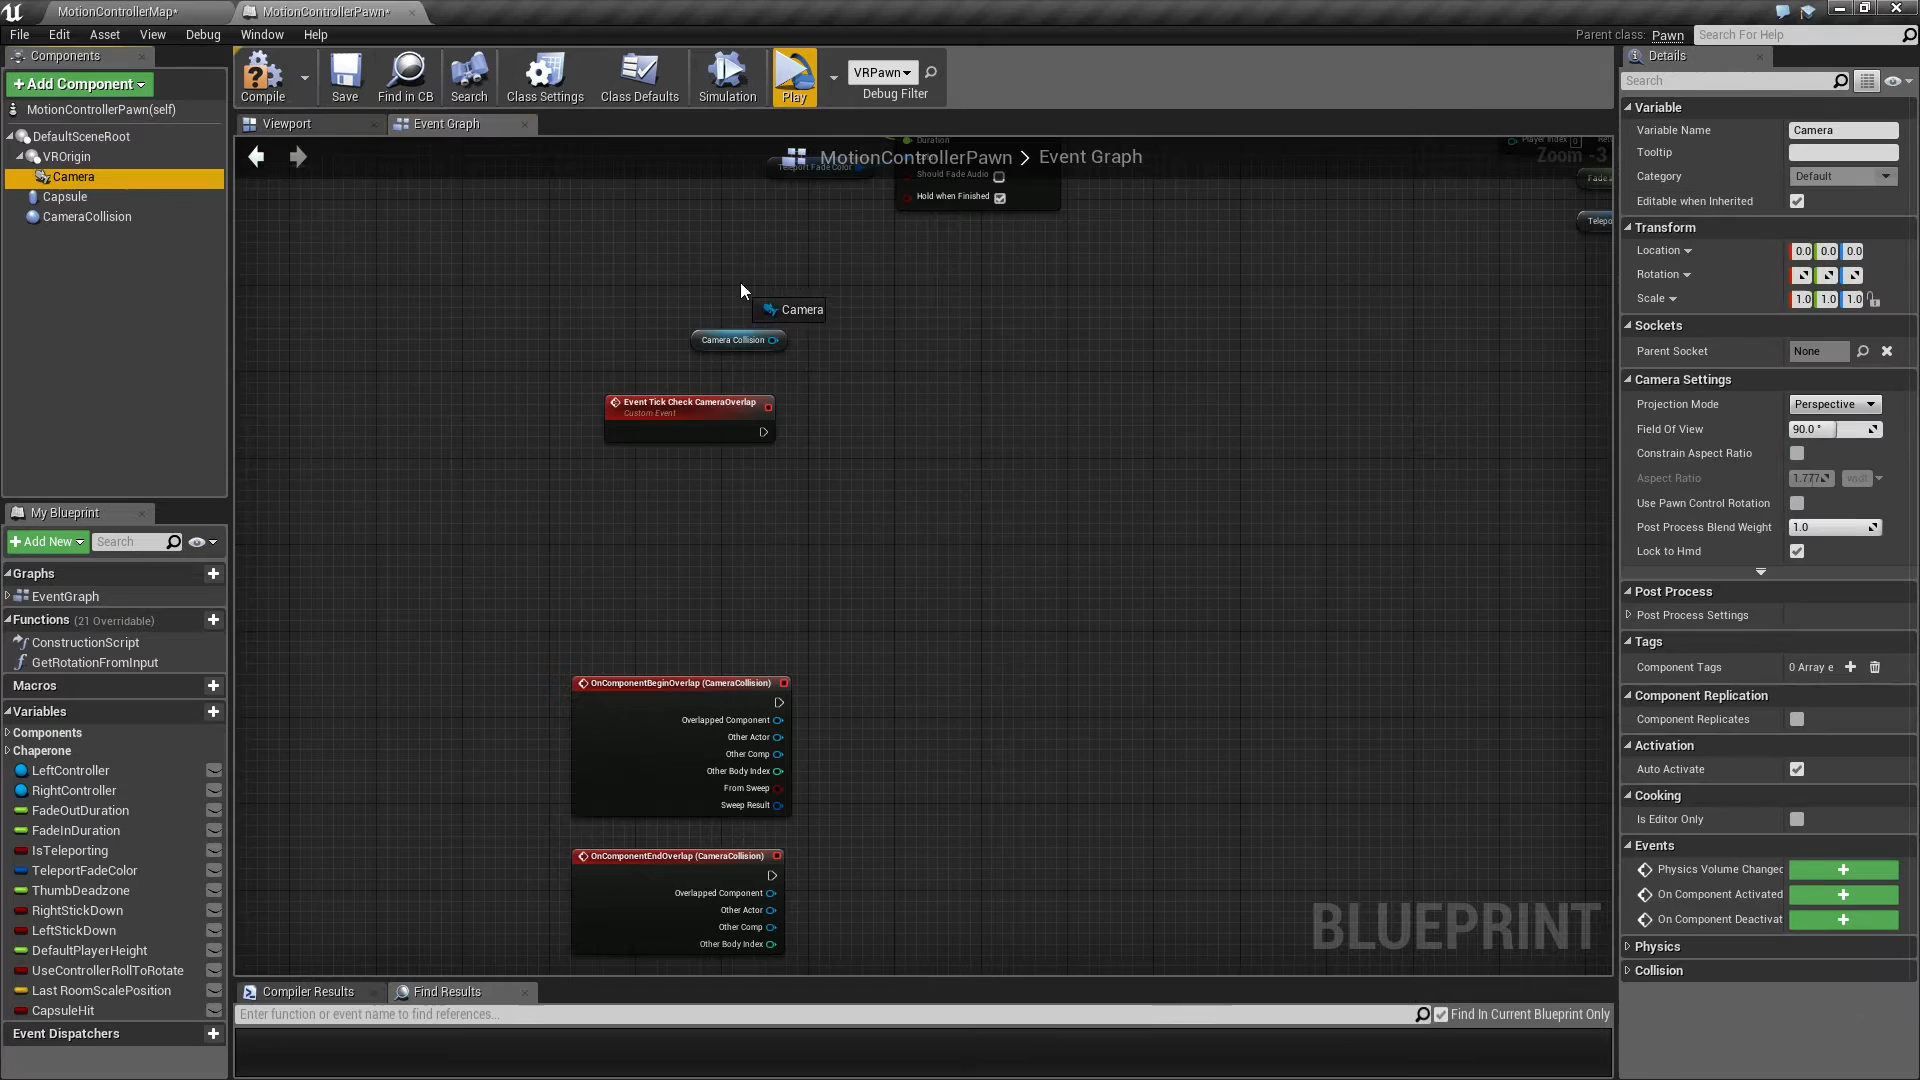 MotionControllerMap*
MotionControllerPawn*
File Edit Asset View Debug Window Help
Parent class: Pawn
Search For Help
Components
+Add Component
MotionControllerPawn(self)
DefaultSceneRoot
VROrigin
Camera
Capsule
CameraCollision
Compile
Save
Find in CB
Search
Class Settings
Class Defaults
Simulation
Play
VRPawn
Debug Filter
Viewport
Event Graph
MotionControllerPawn > Event Graph
Zoom -3
Duration
Teleport Fade Color
Should Fade Audio
Hold when Finished
Player Index 0
Fade
Telepo
Camera
Camera Collision
Event Tick Check CameraOverlap
Custom Event
OnComponentBeginOverlap (CameraCollision)
Overlapped Component
Other Actor
Other Comp
Other Body Index
From Sweep
Sweep Result
OnComponentEndOverlap (CameraCollision)
Overlapped Component
Other Actor
Other Comp
Other Body Index
BLUEPRINT
My Blueprint
+Add New
Search
Graphs
EventGraph
Functions (21 Overridable)
ConstructionScript
GetRotationFromInput
Macros
Variables
Components
Chaperone
LeftController
RightController
FadeOutDuration
FadeInDuration
IsTeleporting
TeleportFadeColor
ThumbDeadzone
RightStickDown
LeftStickDown
DefaultPlayerHeight
UseControllerRollToRotate
Last RoomScalePosition
CapsuleHit
Event Dispatchers
Compiler Results
Find Results
Enter function or event name to find references...
Find In Current Blueprint Only
Details
Search
Variable
Variable Name Camera
Tooltip
Category Default
Editable when Inherited
Transform
Location 0.0 0.0 0.0
Rotation
Scale 1.0 1.0 1.0
Sockets
Parent Socket None
Camera Settings
Projection Mode Perspective
Field Of View 90.0 °
Constrain Aspect Ratio
Aspect Ratio 1.777
Use Pawn Control Rotation
Post Process Blend Weight 1.0
Lock to Hmd
Post Process
Post Process Settings
Tags
Component Tags 0 Array e
Component Replication
Component Replicates
Activation
Auto Activate
Cooking
Is Editor Only
Events
Physics Volume Changed
On Component Activated
On Component Deactivat
Physics
Collision